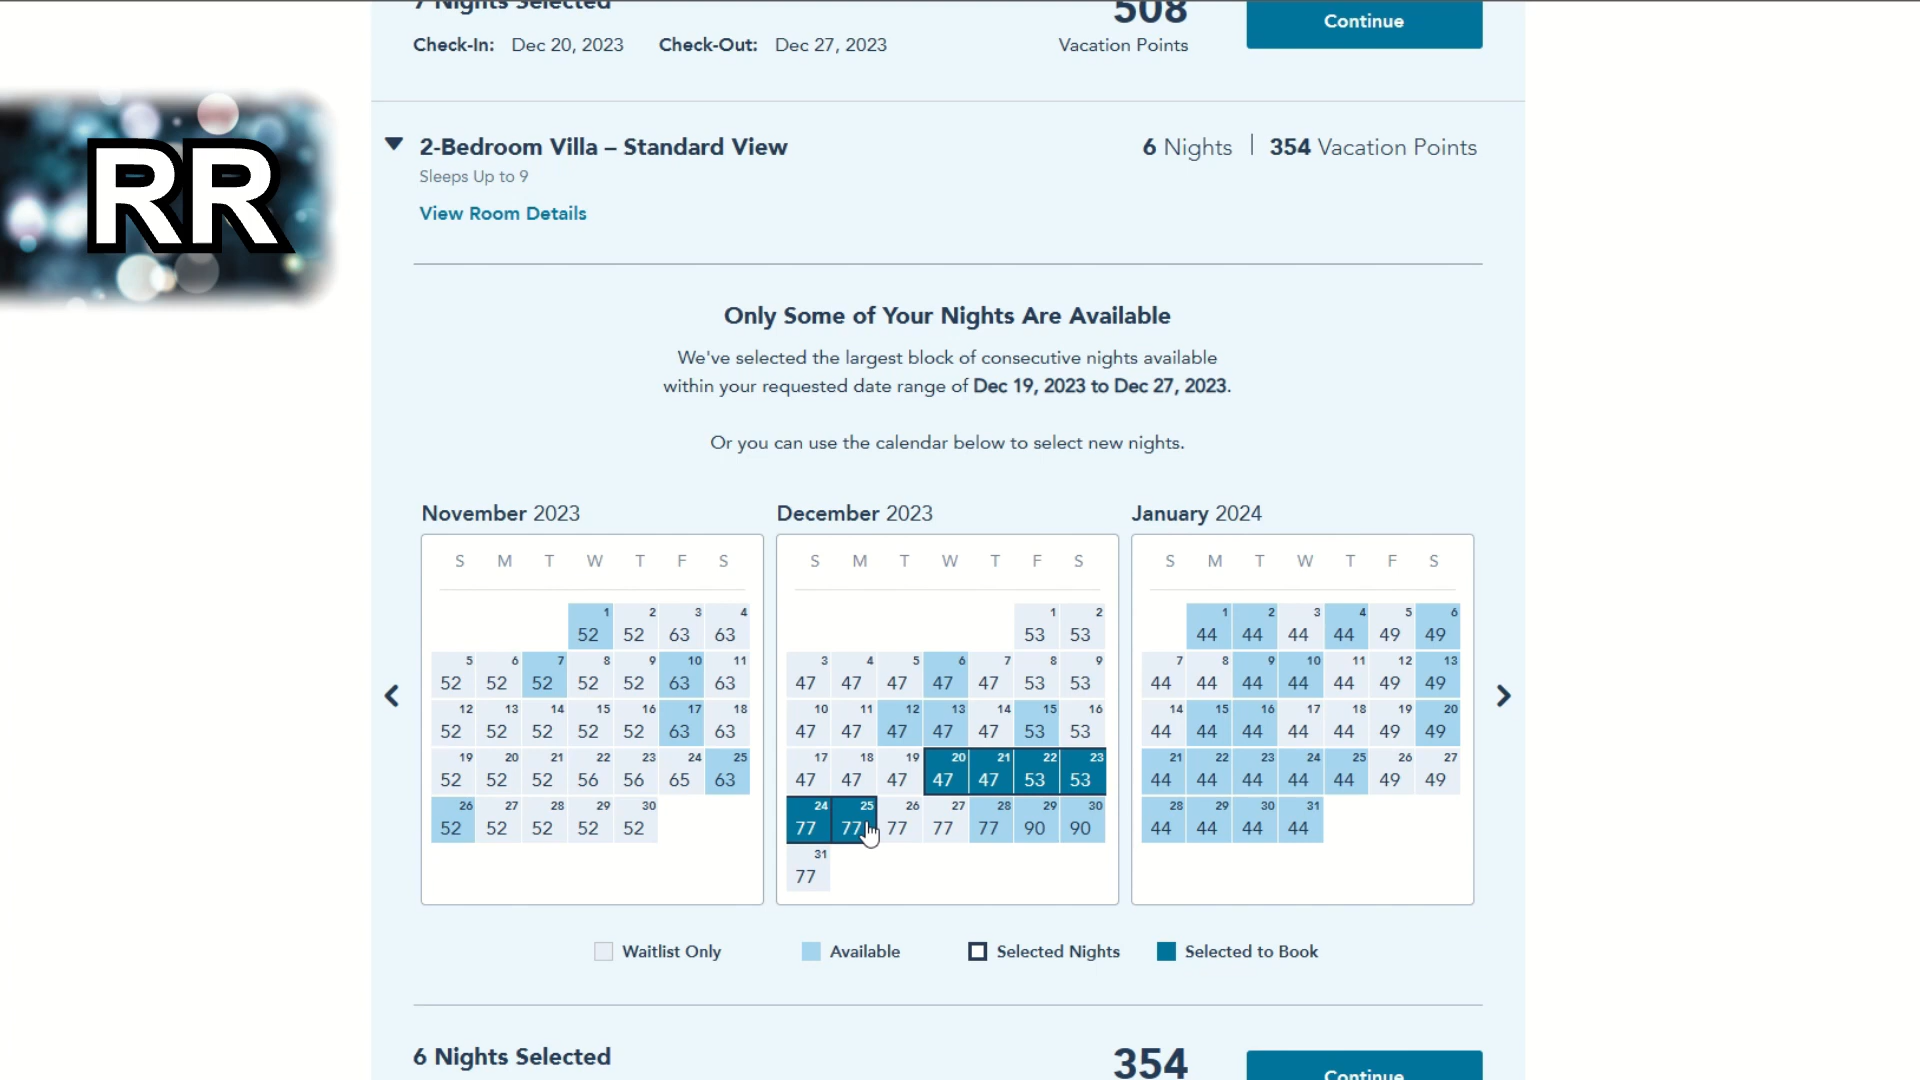 7 Nights Selected
508
Continue
Check-In: Dec 20, 2023 Check-Out: Dec 27, 2023
Vacation Points
RR
2-Bedroom Villa – Standard View
6 Nights | 354 Vacation Points
Sleeps Up to 9
View Room Details
Only Some of Your Nights Are Available
We've selected the largest block of consecutive nights available
within your requested date range of Dec 19, 2023 to Dec 27, 2023.
Or you can use the calendar below to select new nights.
November 2023
S M T W T F S
1 2 3 4
52 52 63 63
5 6 7 8 9 10 11
52 52 52 52 52 63 63
12 13 14 15 16 17 18
52 52 52 52 52 63 63
19 20 21 22 23 24 25
52 52 52 56 56 65 63
26 27 28 29 30
52 52 52 52 52
December 2023
S M T W T F S
1 2
53 53
3 4 5 6 7 8 9
47 47 47 47 47 53 53
10 11 12 13 14 15 16
47 47 47 47 47 53 53
17 18 19 20 21 22 23
47 47 47 47 47 53 53
24 25 26 27 28 29 30
77 77 77 77 77 90 90
31
77
January 2024
S M T W T F S
1 2 3 4 5 6
44 44 44 44 49 49
7 8 9 10 11 12 13
44 44 44 44 44 49 49
14 15 16 17 18 19 20
44 44 44 44 44 49 49
21 22 23 24 25 26 27
44 44 44 44 44 49 49
28 29 30 31
44 44 44 44
Waitlist Only Available Selected Nights Selected to Book
6 Nights Selected
354
Continue